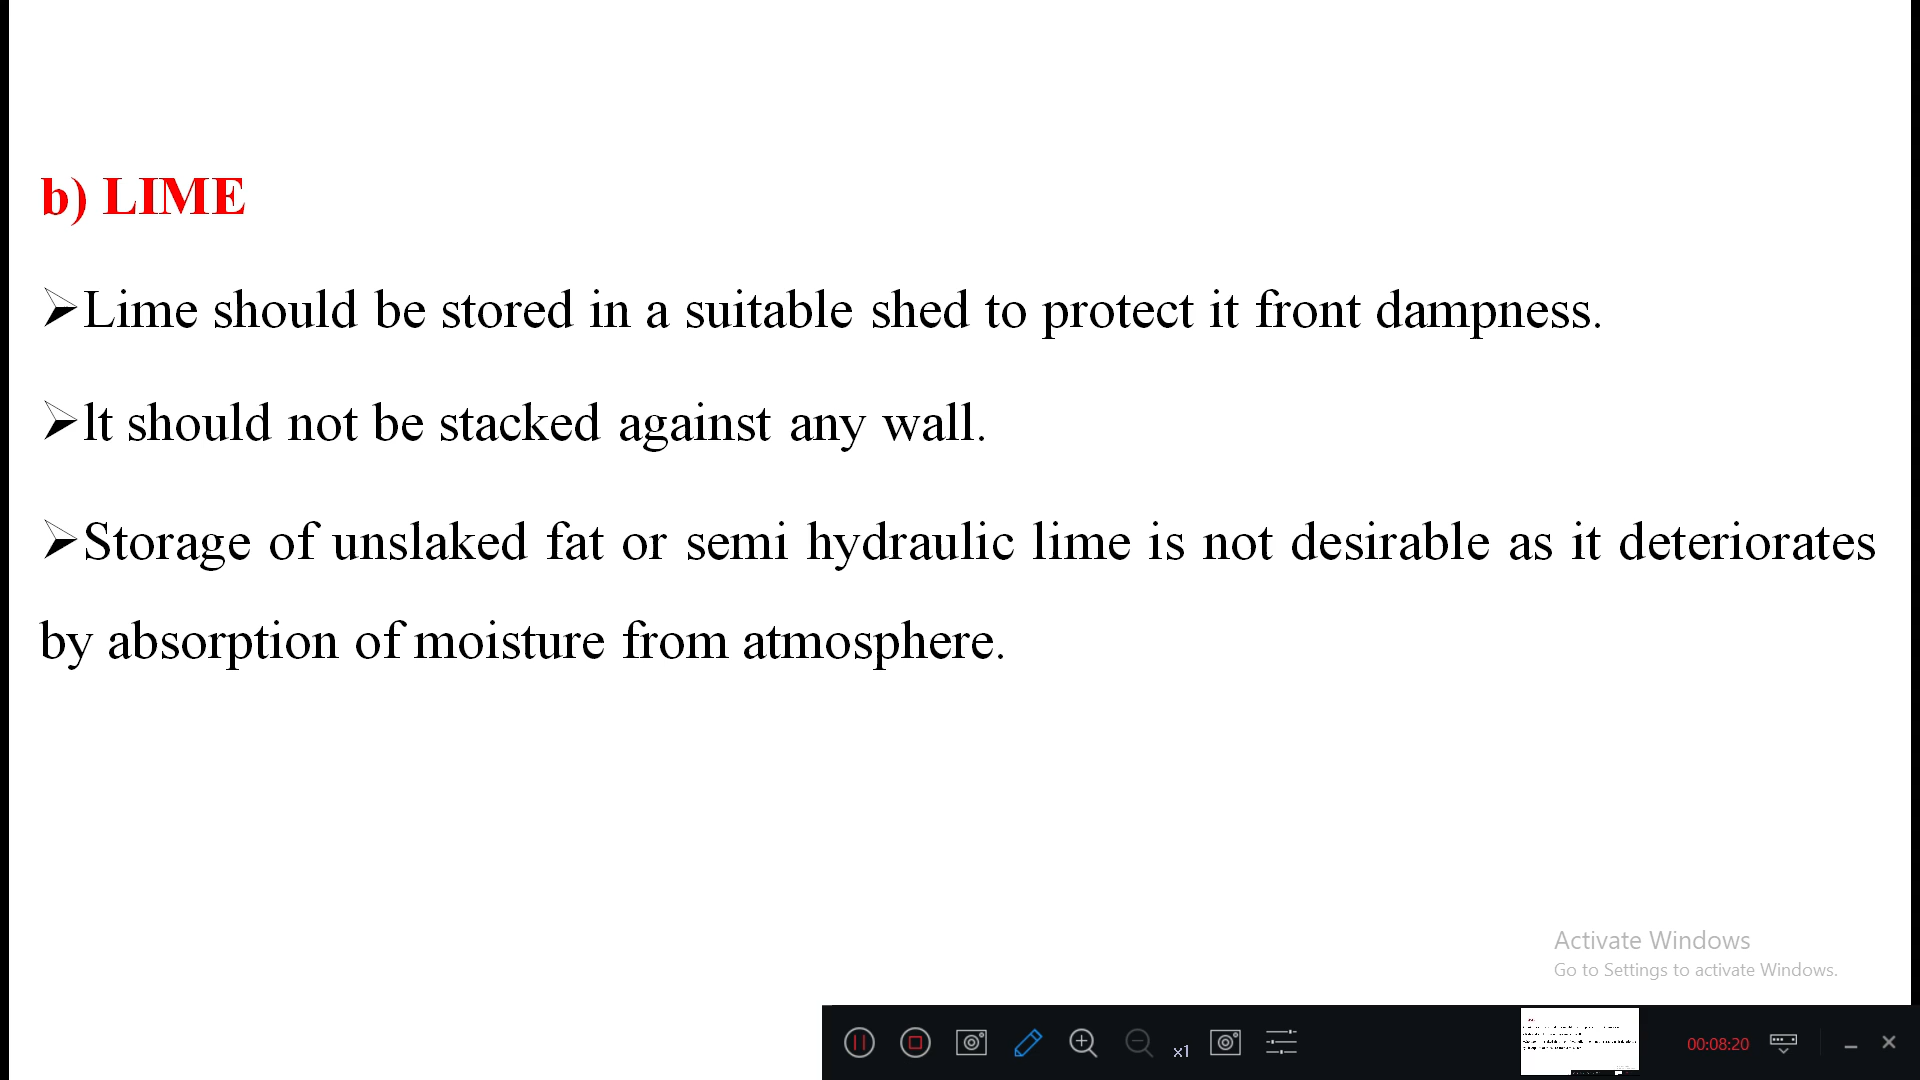 b) LIME
➢Lime should be stored in a suitable shed to protect it front dampness.
➢lt should not be stacked against any wall.
➢Storage of unslaked fat or semi hydraulic lime is not desirable as it deteriorates
by absorption of moisture from atmosphere.
Activate Windows
Go to Settings to activate Windows.
x1
00:08:20